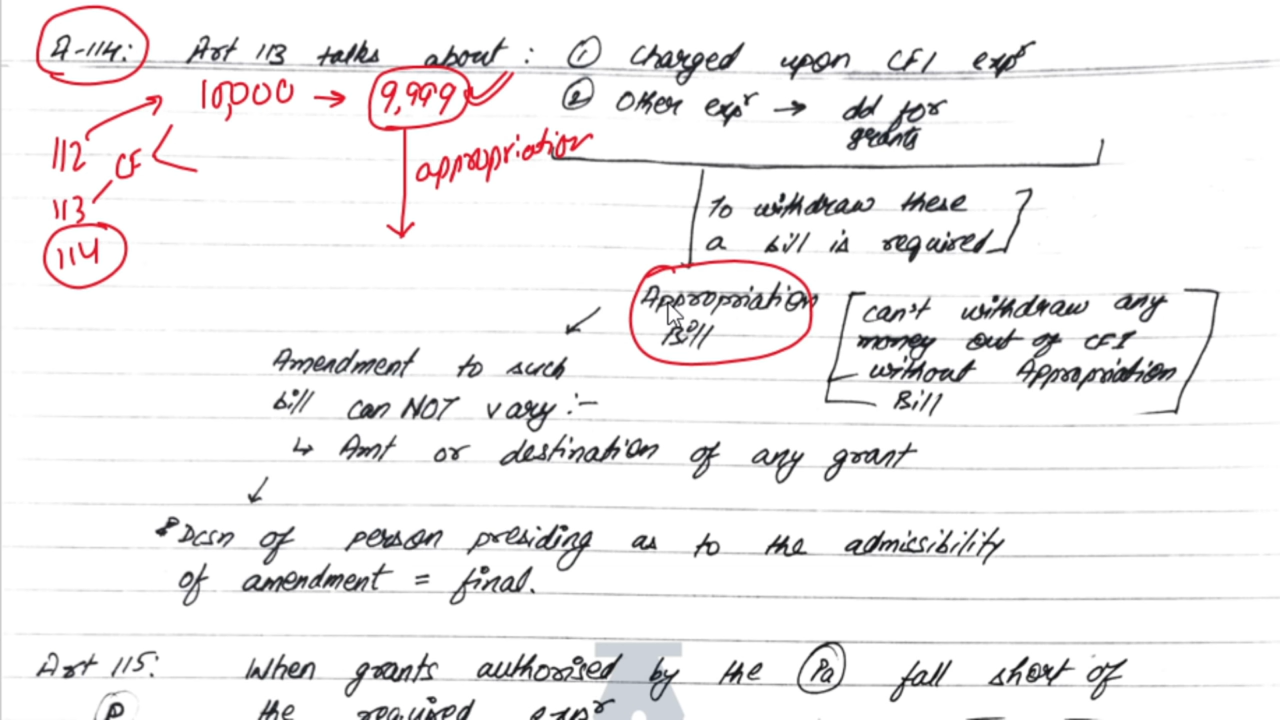 A-114: Art 113 talks about : ① Charged upon CFI expr
10,000 → 9,999 ② Other expr → dd for
grants
112
CF
appropriation
113
114
To withdraw these
a bill is required
Appropriation
Bill
can't withdraw any
money out of CFI
without Appropriation
Bill
Amendment to such
bill can NOT vary :-
↳ Amt or destination of any grant
Dcsn of person presiding as to the admissibility
of amendment = final.
Art 115: When grants authorised by the Pa fall short of
P the required expr